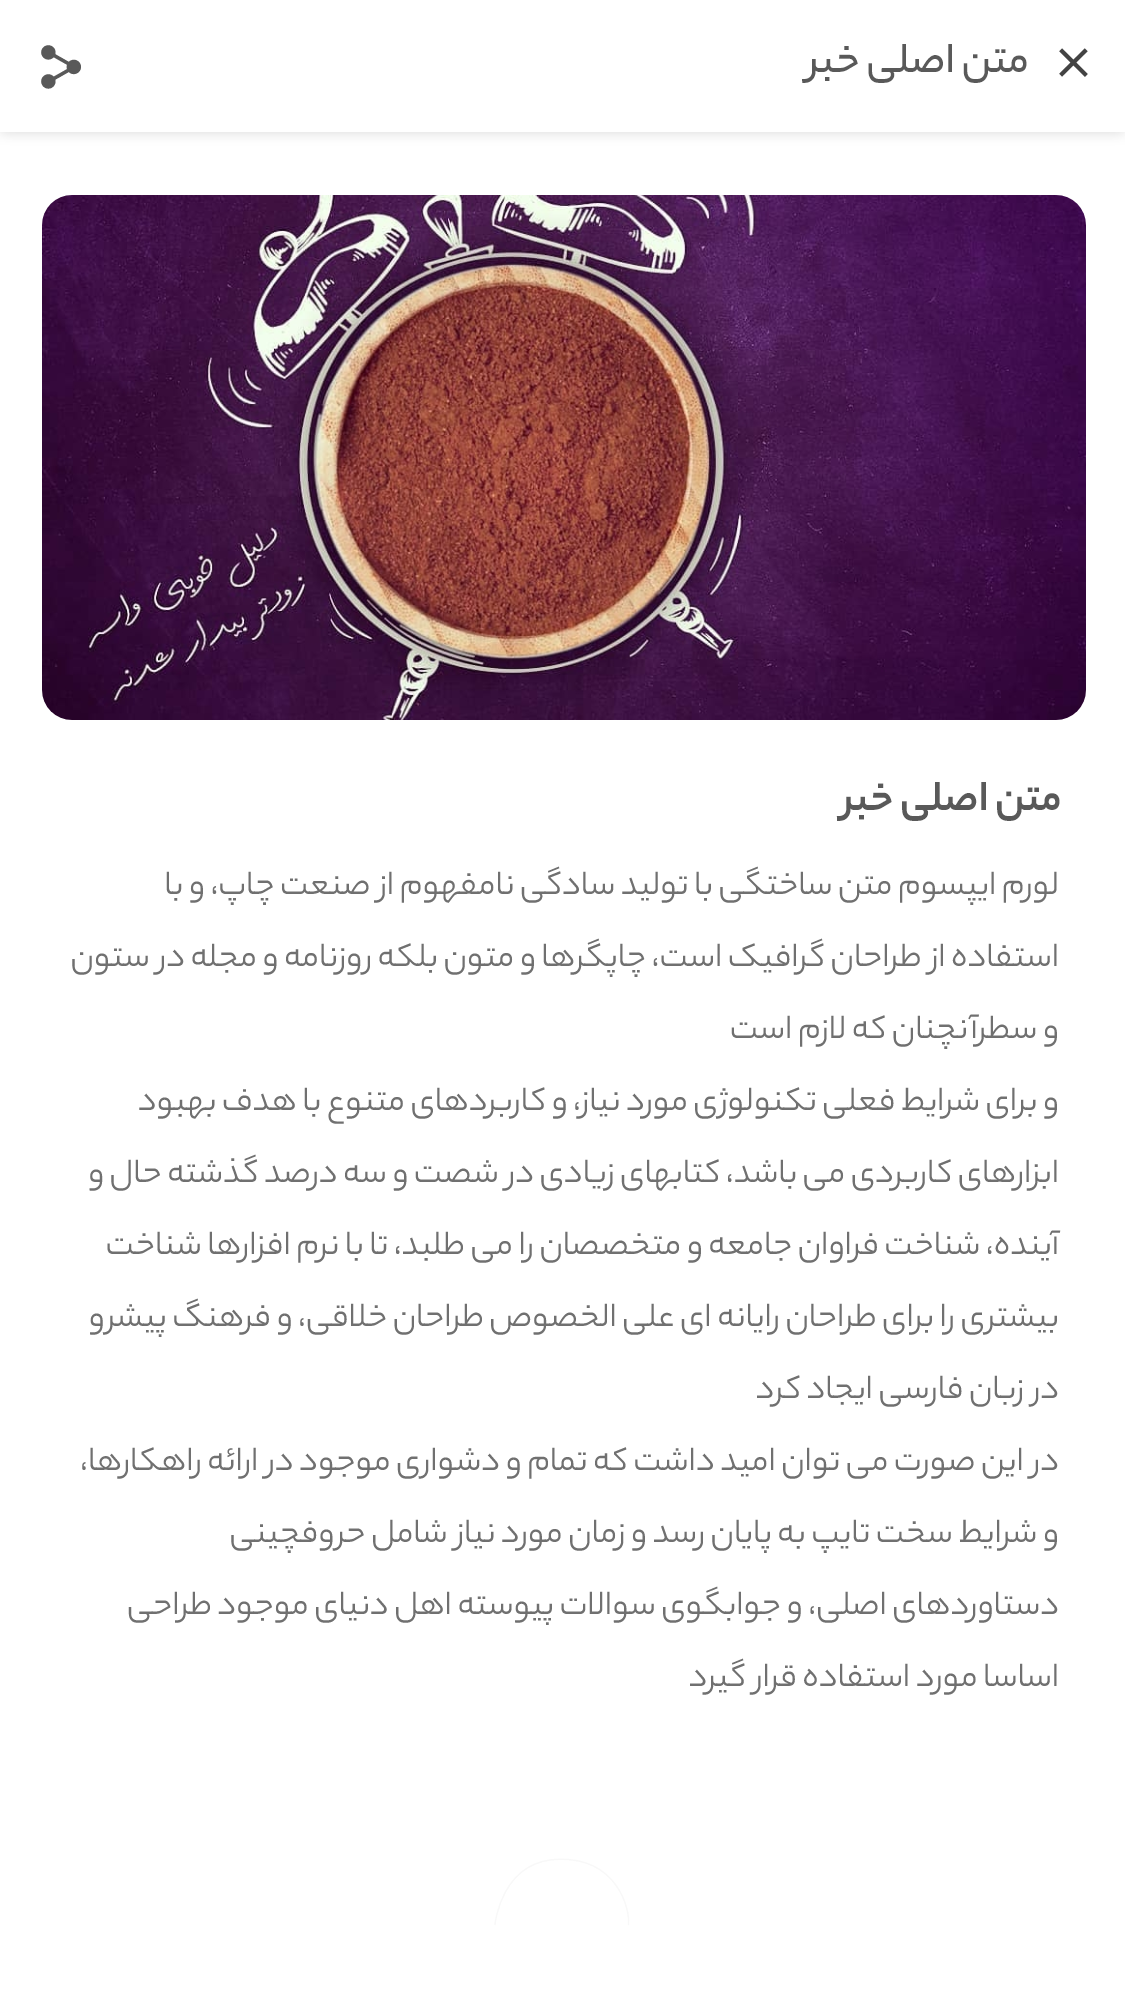 متن اصلی خبر
دلیل خوبی واسه
زودتر بیدار شدنه
متن اصلی خبر
لورم ایپسوم متن ساختگی با تولید سادگی نامفهوم از صنعت چاپ، و با
استفاده از طراحان گرافیک است، چاپگرها و متون بلکه روزنامه و مجله در ستون
و سطرآنچنان که لازم است
و برای شرایط فعلی تکنولوژی مورد نیاز، و کاربردهای متنوع با هدف بهبود
ابزارهای کاربردی می باشد، کتابهای زیادی در شصت و سه درصد گذشته حال و
آینده، شناخت فراوان جامعه و متخصصان را می طلبد، تا با نرم افزارها شناخت
بیشتری را برای طراحان رایانه ای علی الخصوص طراحان خلاقی، و فرهنگ پیشرو
در زبان فارسی ایجاد کرد
در این صورت می توان امید داشت که تمام و دشواری موجود در ارائه راهکارها،
و شرایط سخت تایپ به پایان رسد و زمان مورد نیاز شامل حروفچینی
دستاوردهای اصلی، و جوابگوی سوالات پیوسته اهل دنیای موجود طراحی
اساسا مورد استفاده قرار گیرد